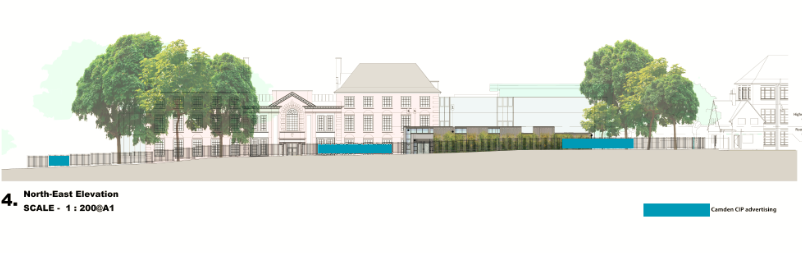 4. North-East Elevation
SCALE - 1 : 200@A1
Camden CIP advertising